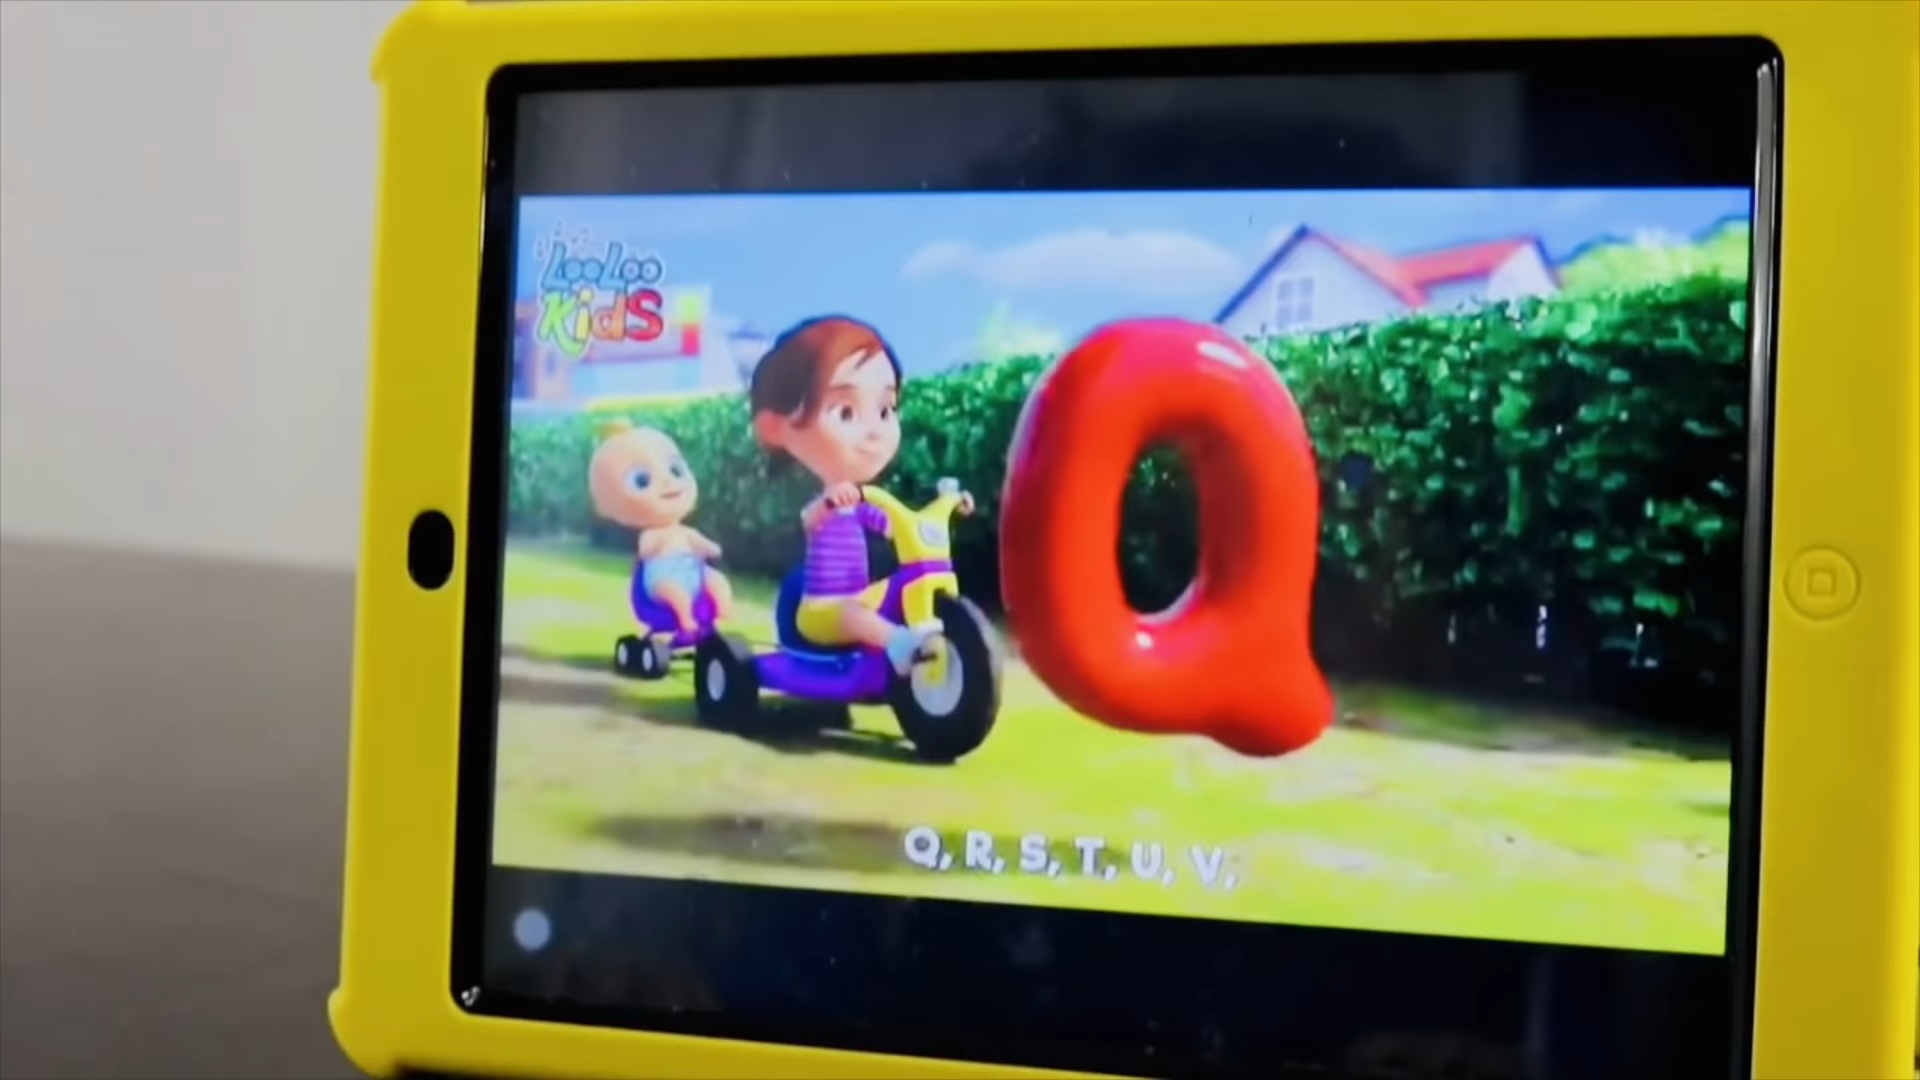 LooLoo
Kids
Q
Q, R, S, T, U, V,